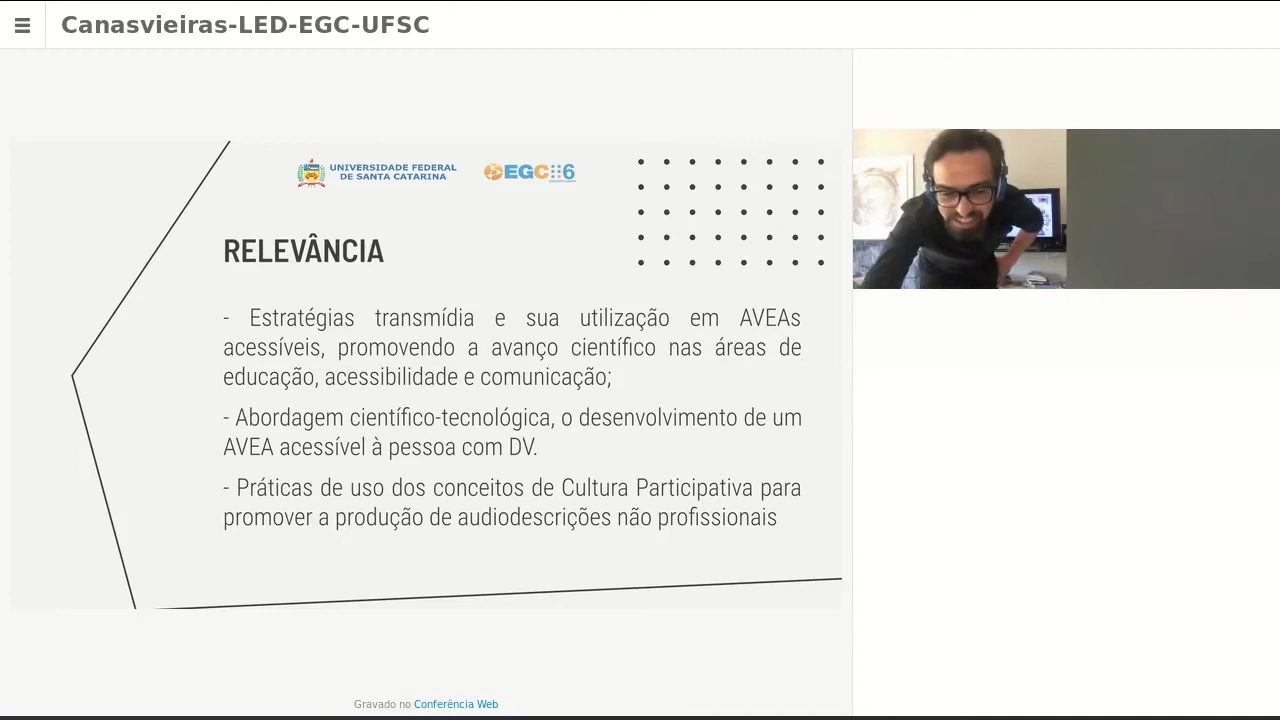 Canasvieiras-LED-EGC-UFSC
UNIVERSIDADE FEDERAL
DE SANTA CATARINA
EGC 6
RELEVÂNCIA
- Estratégias transmídia e sua utilização em AVEAs
acessíveis, promovendo a avanço científico nas áreas de
educação, acessibilidade e comunicação;
- Abordagem científico-tecnológica, o desenvolvimento de um
AVEA acessível à pessoa com DV.
- Práticas de uso dos conceitos de Cultura Participativa para
promover a produção de audiodescrições não profissionais
Gravado no Conferência Web